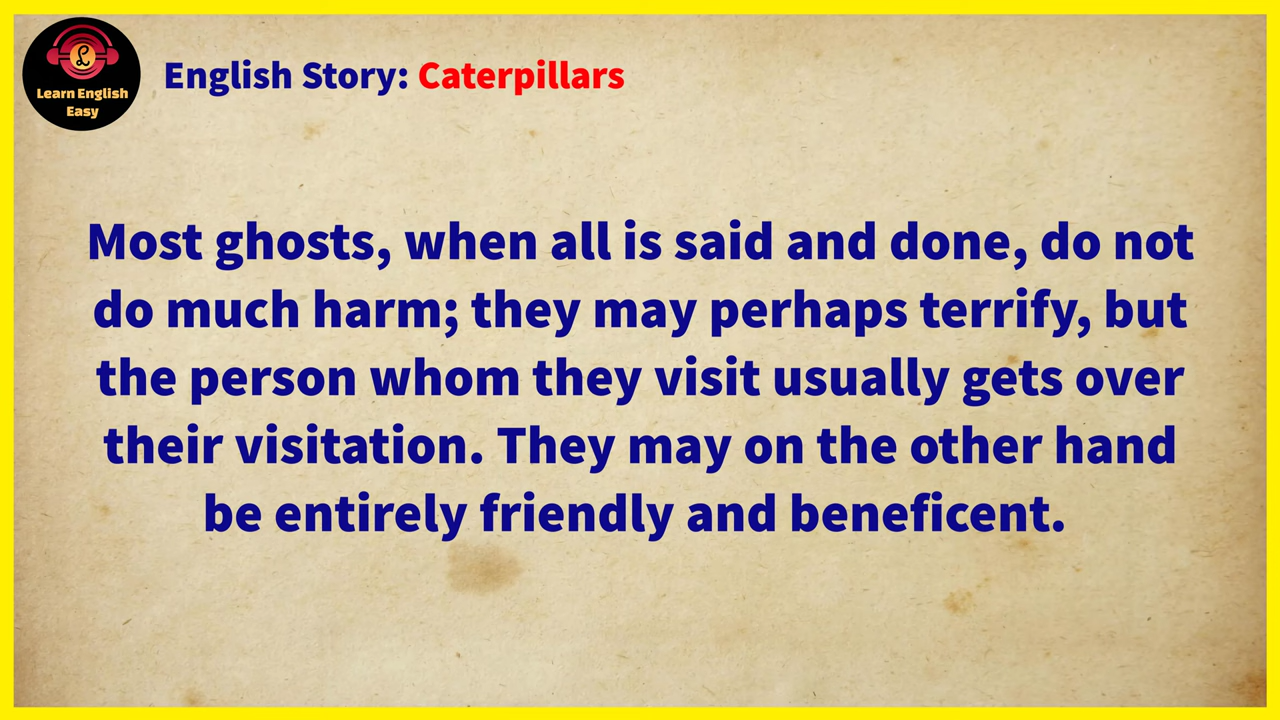 Learn English
Easy
English Story: Caterpillars
Most ghosts, when all is said and done, do not
do much harm; they may perhaps terrify, but
the person whom they visit usually gets over
their visitation. They may on the other hand
be entirely friendly and beneficent.